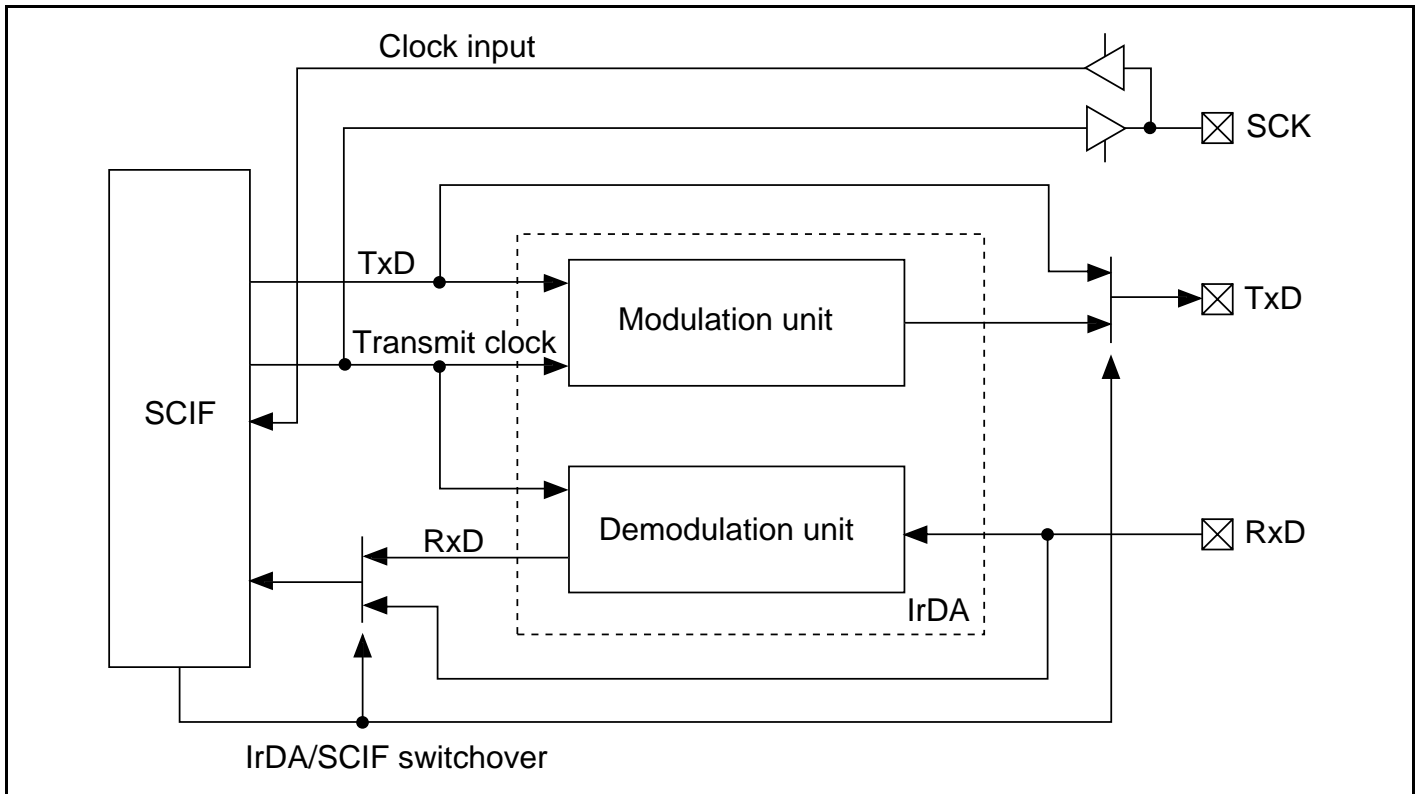 Clock input
SCK
TxD
TxD
Modulation unit
Transmit clock
SCIF
Demodulation unit
RxD
RxD
IrDA
IrDA/SCIF switchover